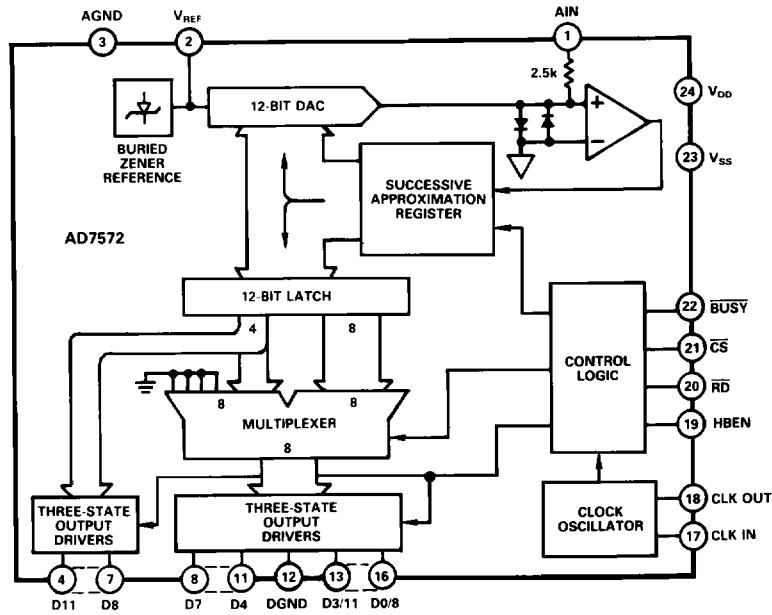 AGND
V_REF
AIN
3
2
1
2.5k
12-BIT DAC
+
−
24
V_DD
BURIED
ZENER
REFERENCE
23
V_SS
SUCCESSIVE
APPROXIMATION
REGISTER
AD7572
12-BIT LATCH
4
8
22
BUSY
21
CS
CONTROL
LOGIC
20
RD
8
8
MULTIPLEXER
8
19
HBEN
THREE-STATE
OUTPUT
DRIVERS
THREE-STATE
OUTPUT
DRIVERS
CLOCK
OSCILLATOR
18
CLK OUT
17
CLK IN
4
7
8
11
12
13
16
D11
D8
D7
D4
DGND
D3/11
D0/8